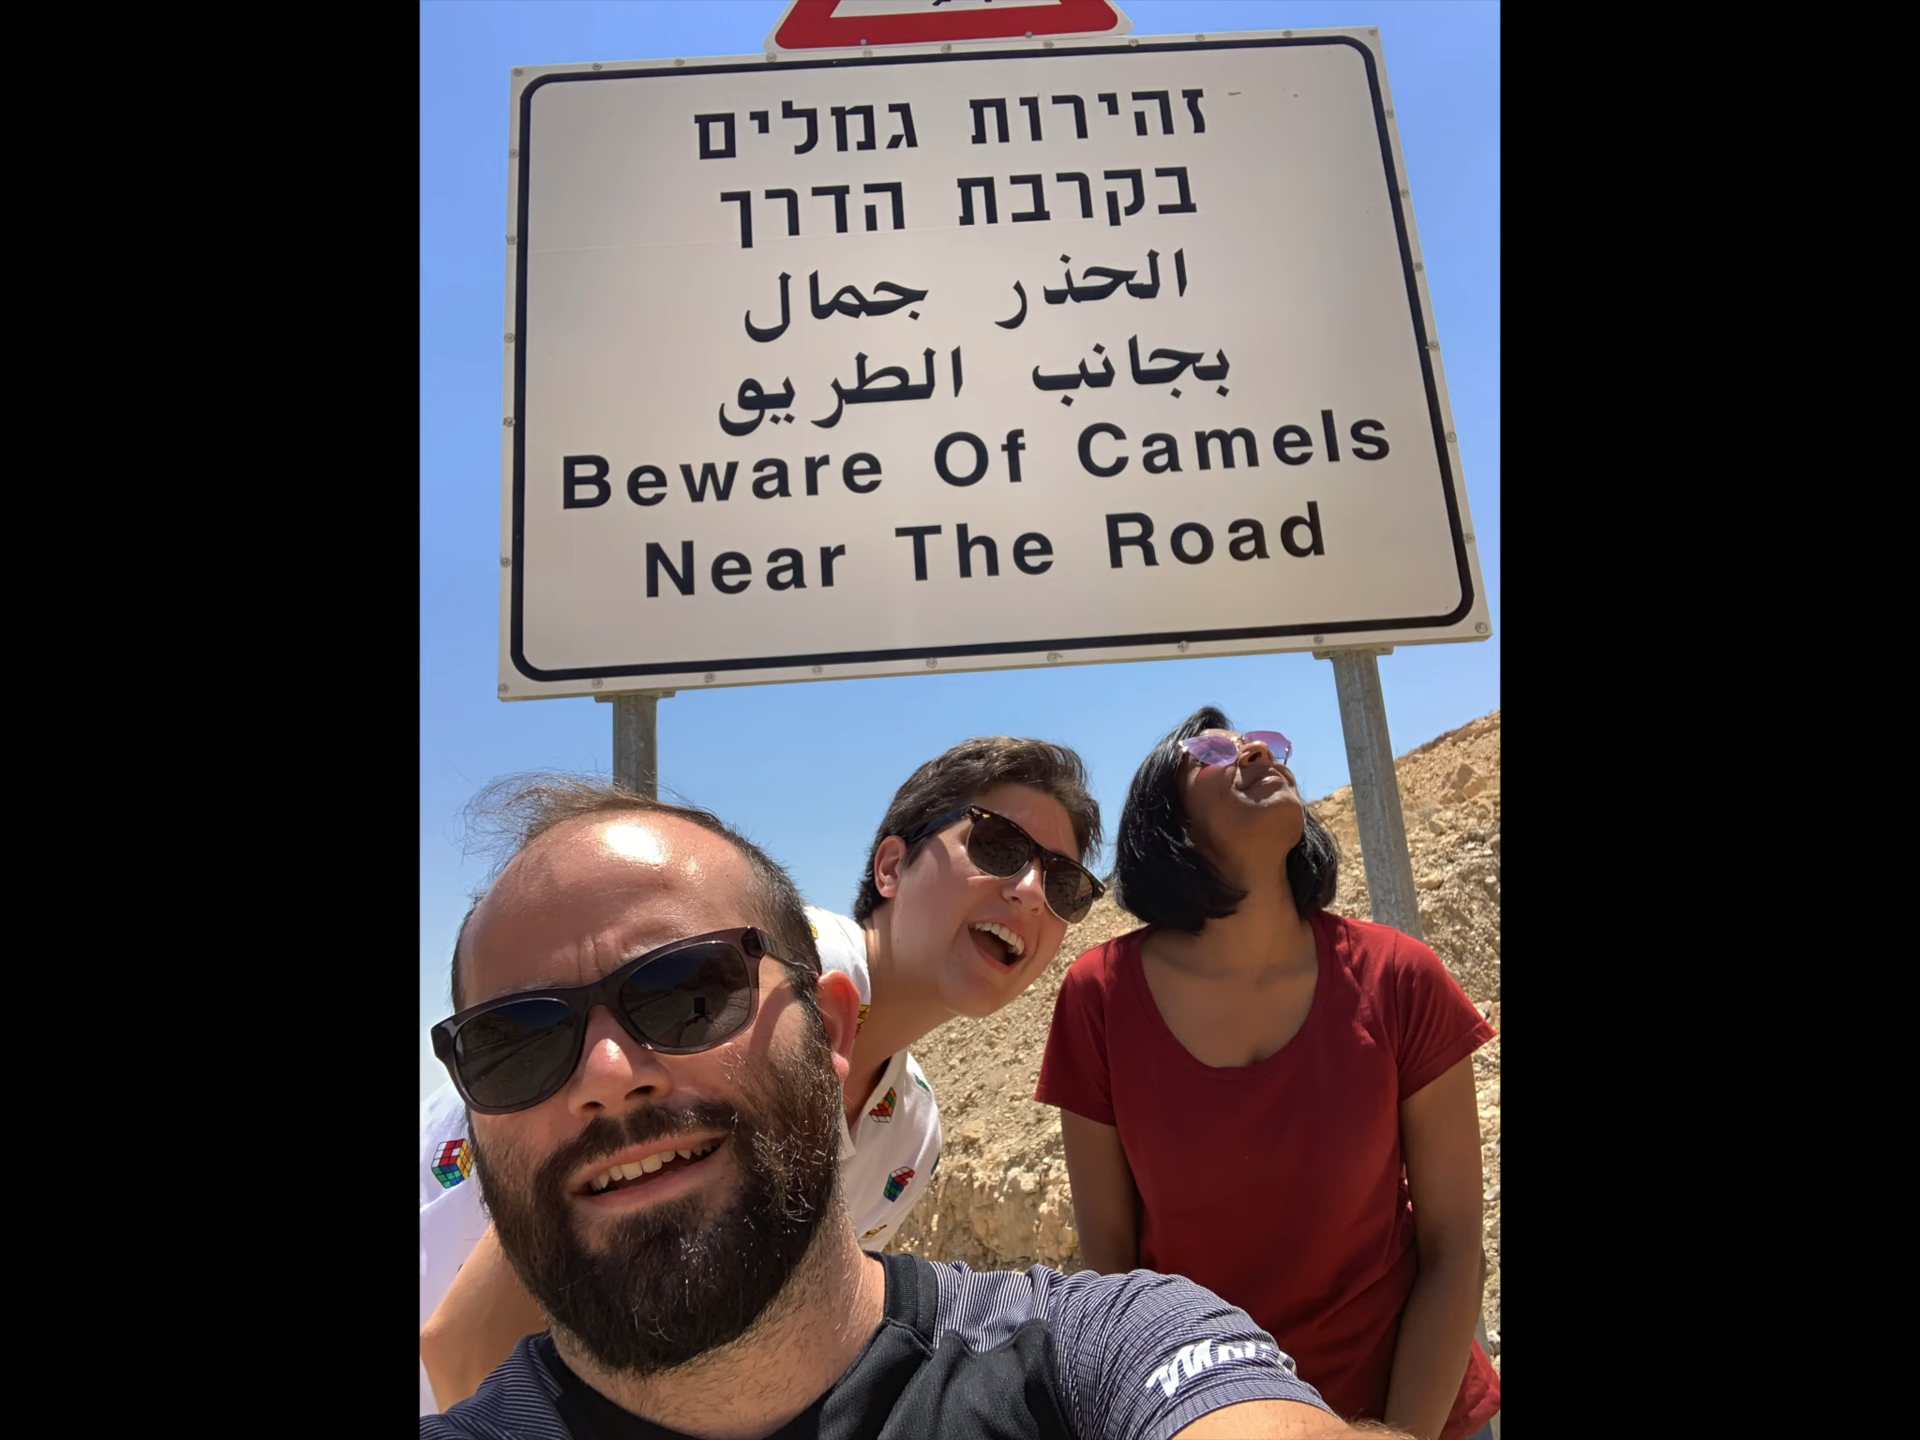 זהירות גמלים
בקרבת הדרך
الحذر جمال
بجانب الطريق
Beware Of Camels
Near The Road